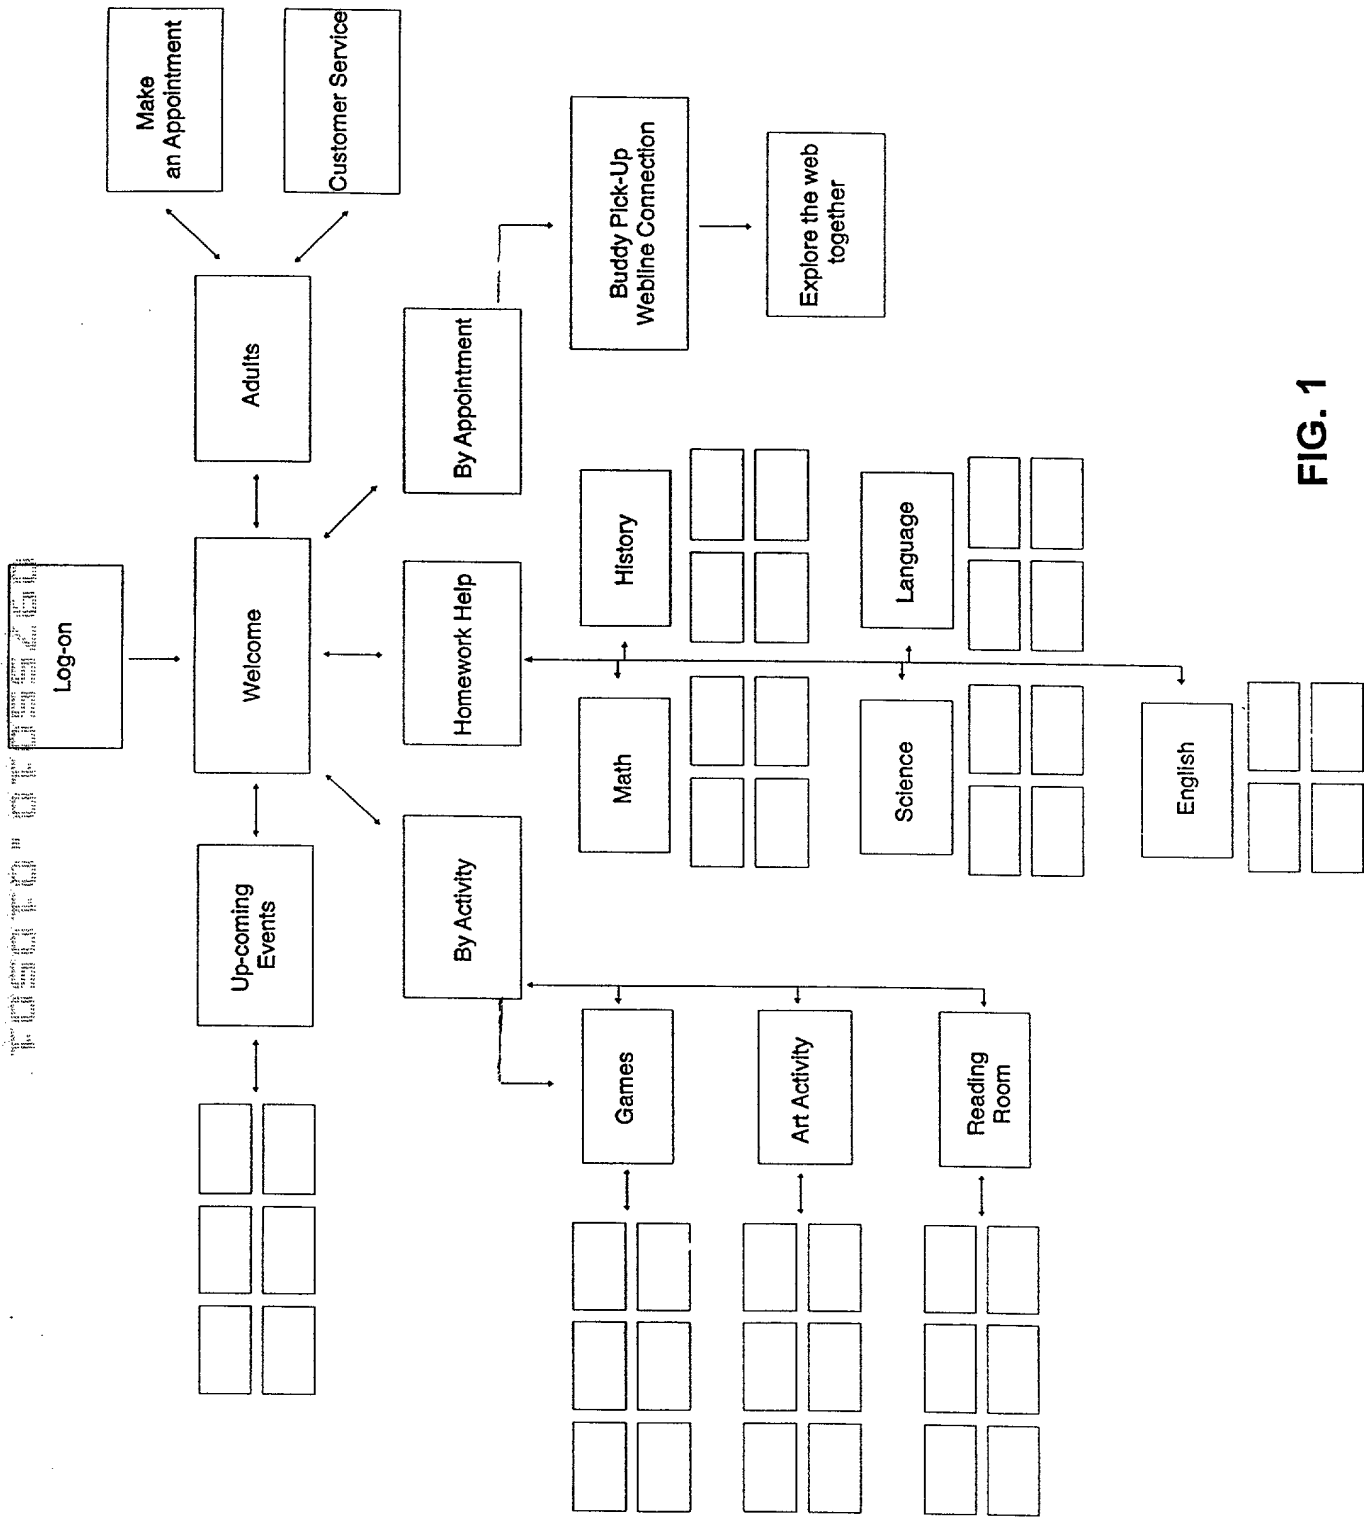 Log-on
Up-coming
Events
Welcome
Adults
Make
an Appointment
Customer Service
By Activity
Homework Help
By Appointment
Games
Math
History
Buddy Pick-Up
Webline Connection
Art Activity
Explore the web
together
Reading
Room
Science
Language
English
FIG. 1